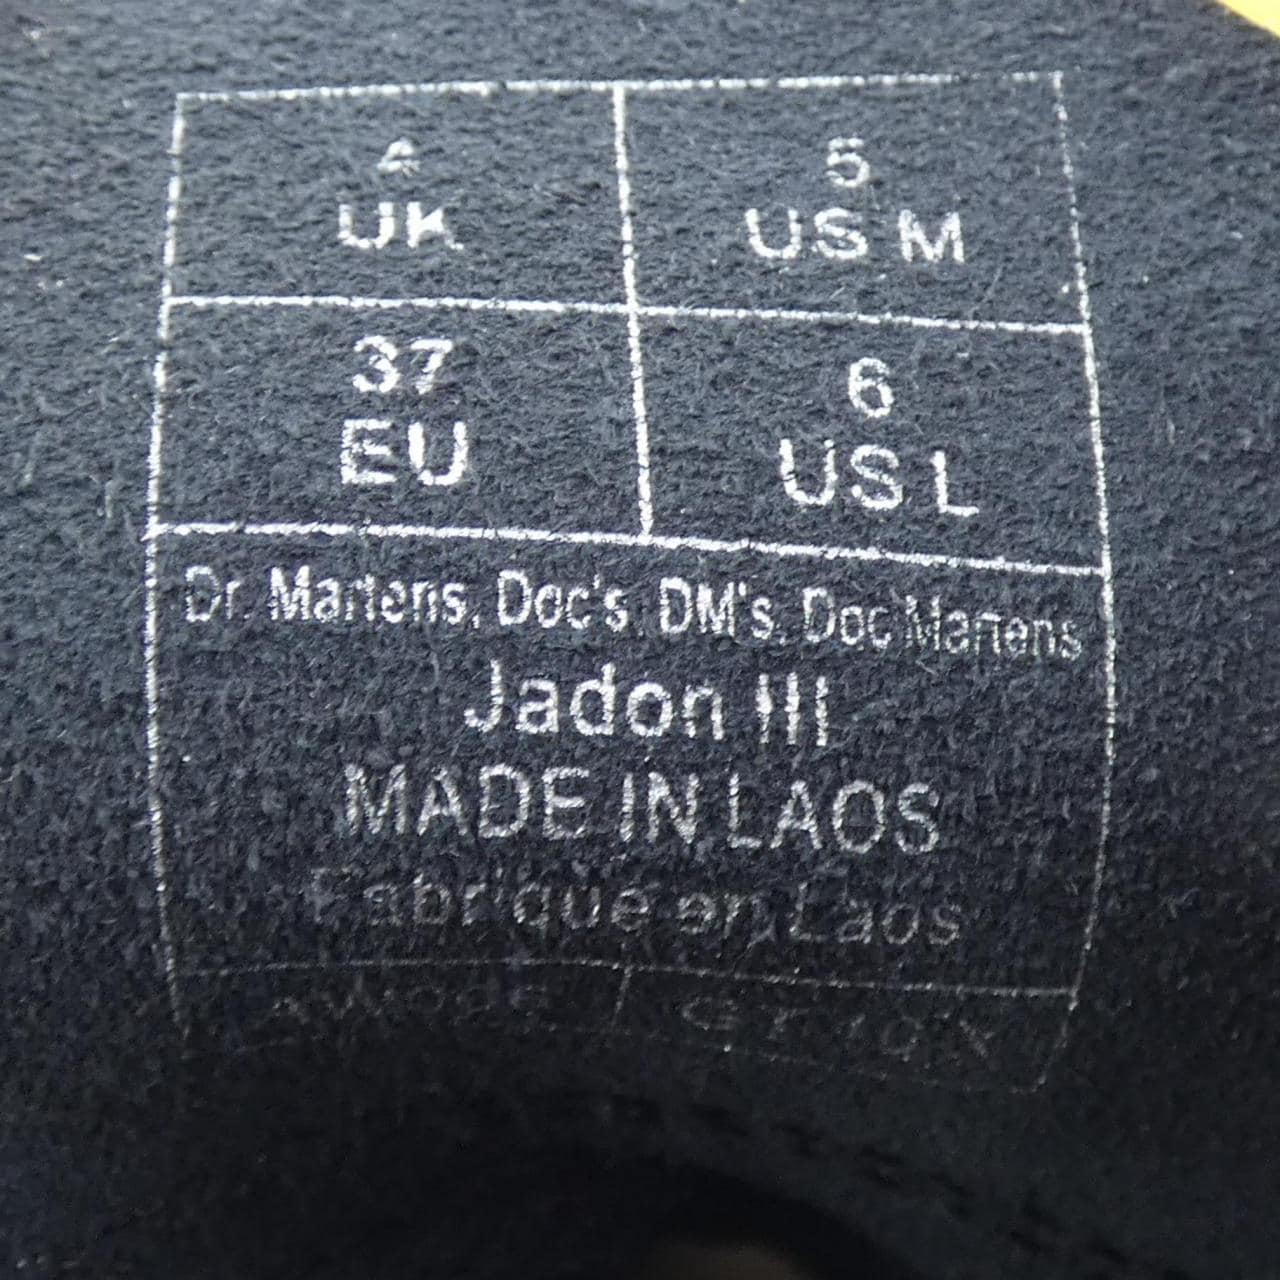 4
UK
5
US M
37
EU
6
US L
Dr. Martens, Doc's, DM's, Doc Martens
Jadon III
MADE IN LAOS
Fabrique en Laos